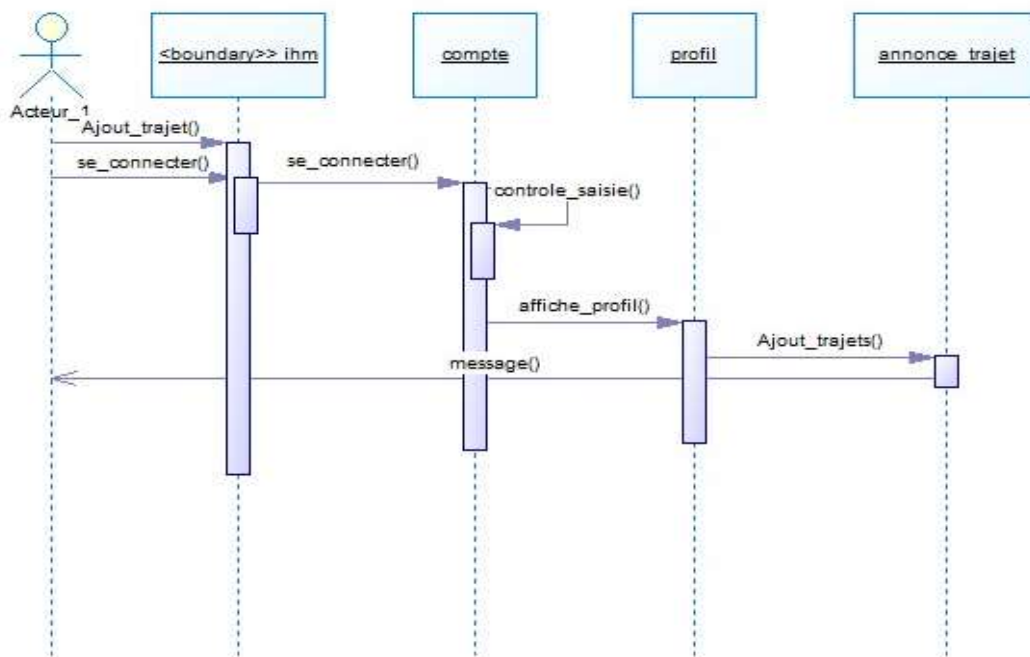 <boundary>> ihm
compte
profil
annonce_trajet
Acteur_1
Ajout_trajet()
se_connecter()
se_connecter()
controle_saisie()
affiche_profil()
Ajout_trajets()
message()